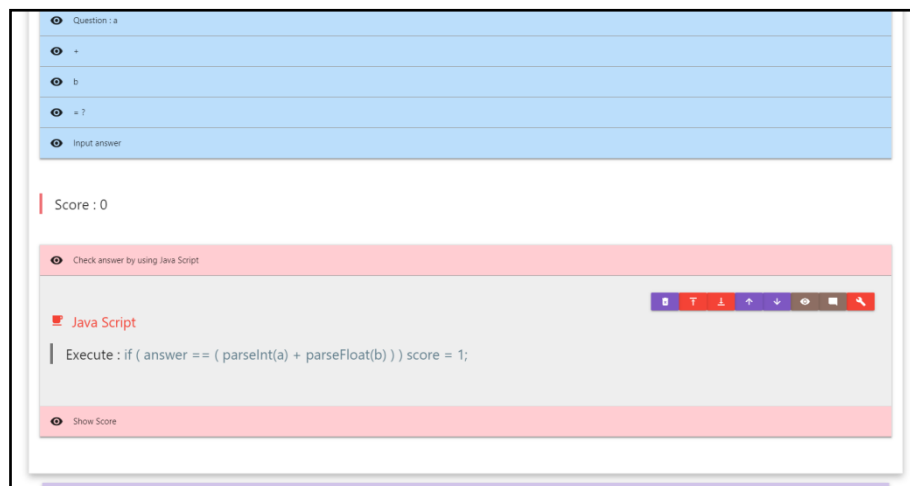 Question : a
+
b
= ?
Input answer
Score : 0
Check answer by using Java Script
Java Script
Execute : if ( answer == ( parseInt(a) + parseFloat(b) ) ) score = 1;
Show Score